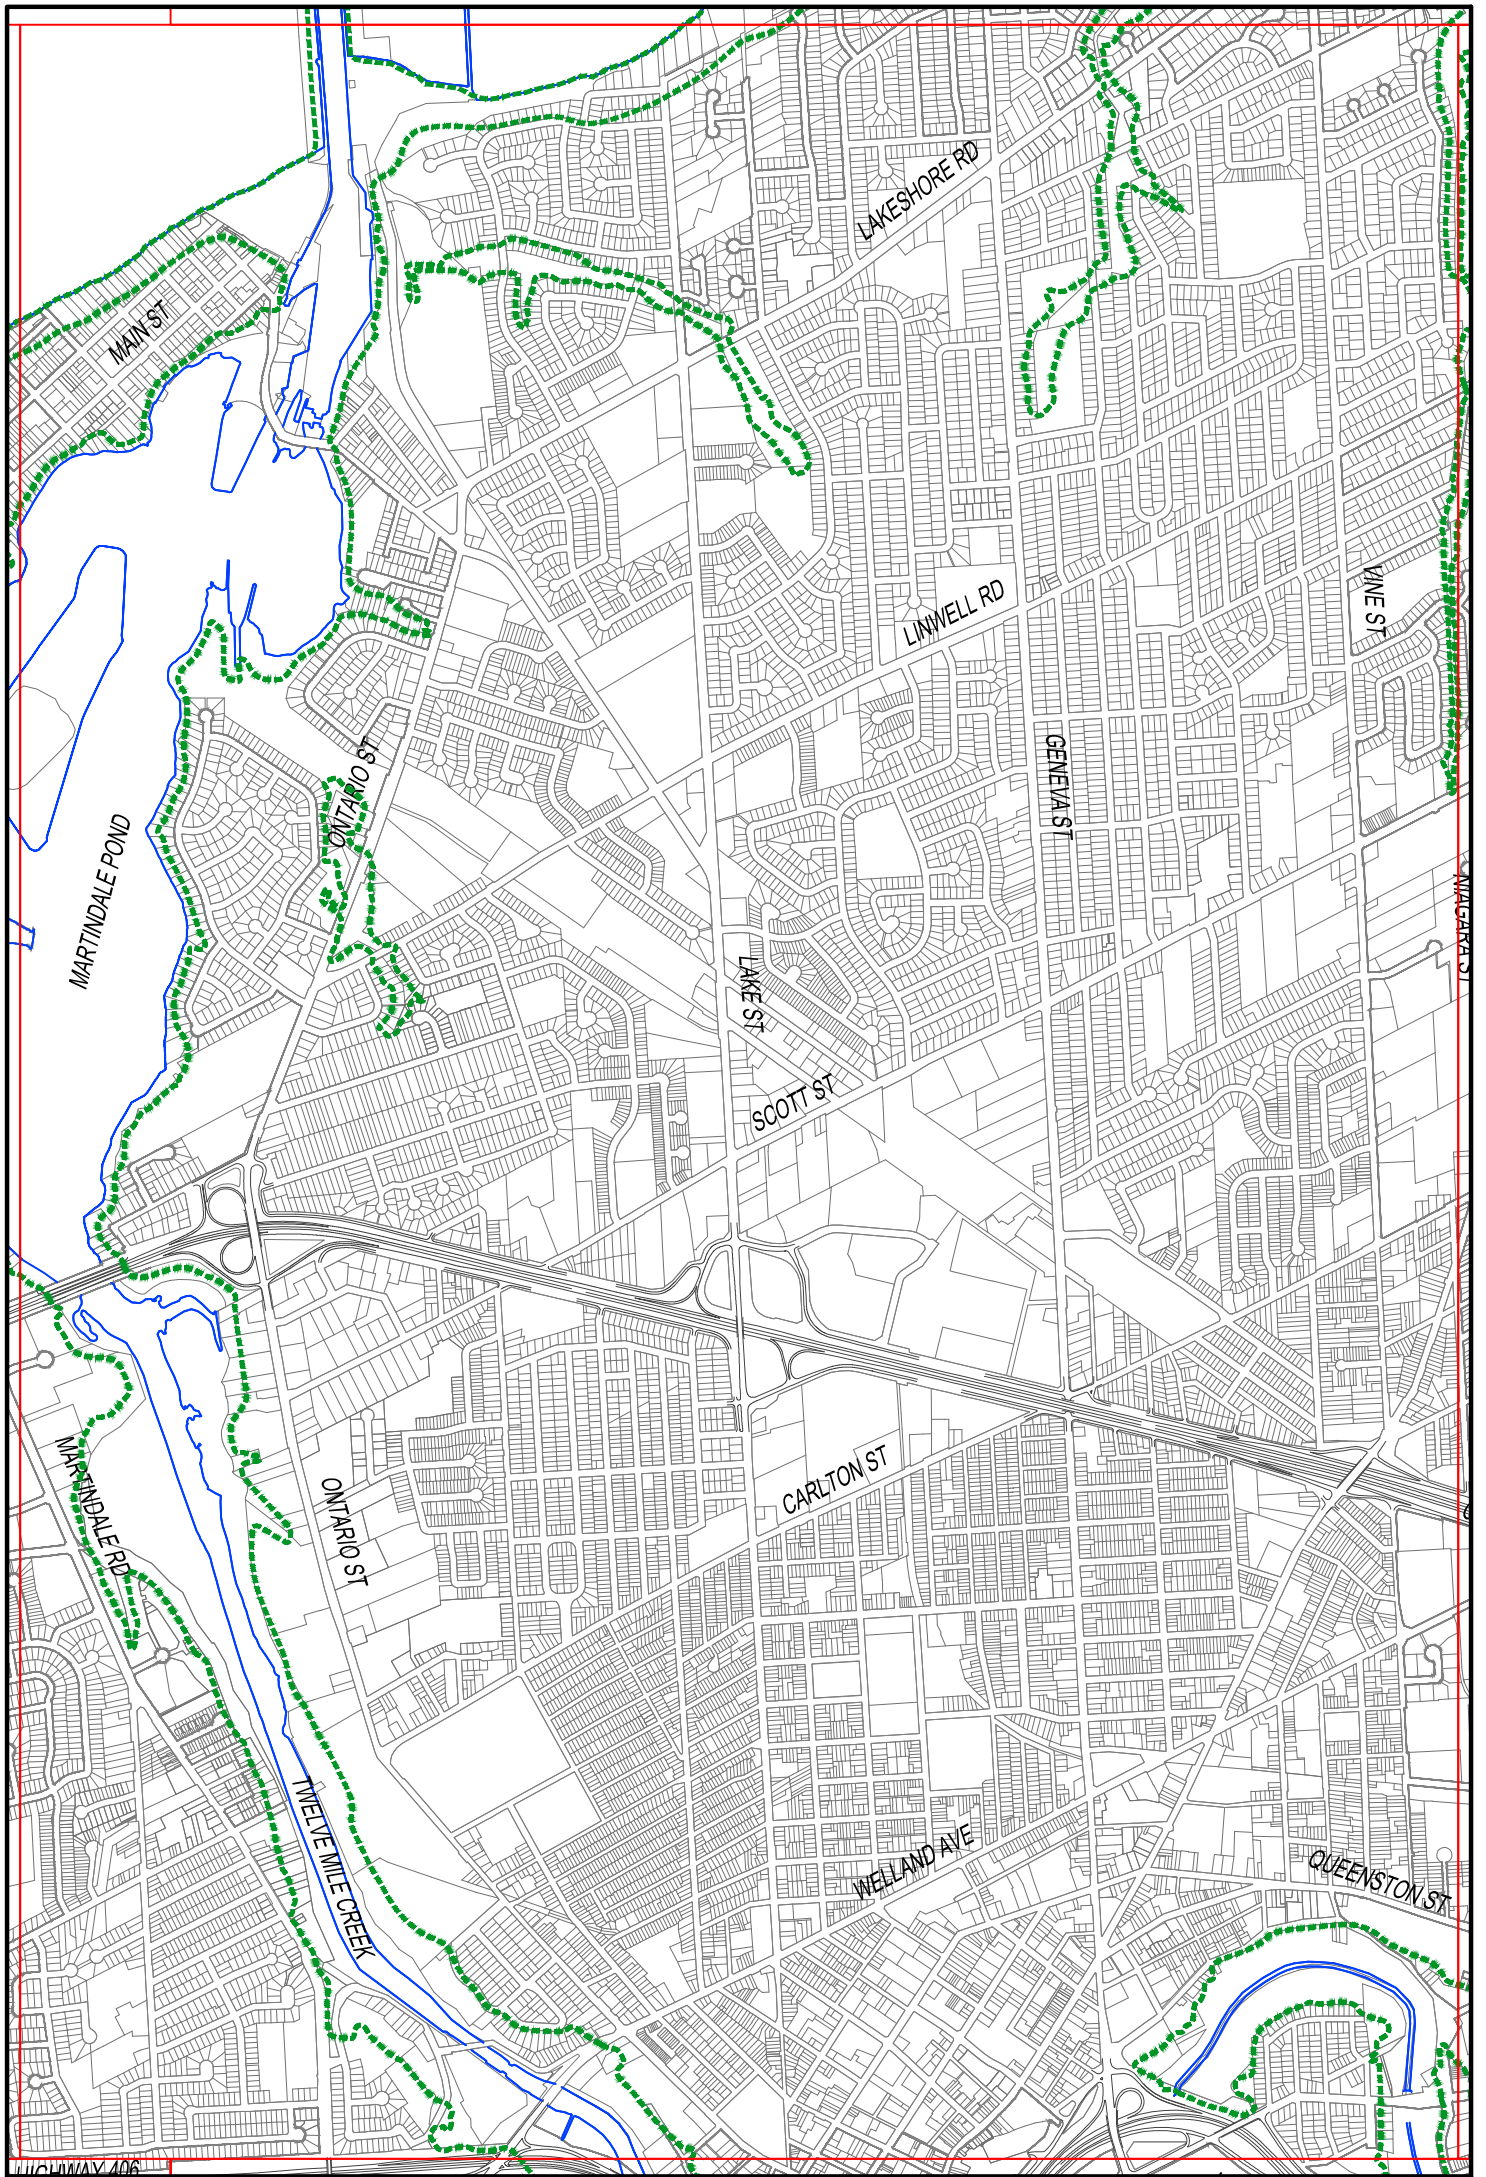 LAKESHORE RD
MAIN ST
LINWELL RD
VINE ST
ONTARIO ST
GENEVA ST
MARTINDALE POND
NIAGARA ST
LAKE ST
SCOTT ST
CARLTON ST
MARTINDALE RD
ONTARIO ST
TWELVE MILE CREEK
WELLAND AVE
QUEENSTON ST
HIGHWAY 406